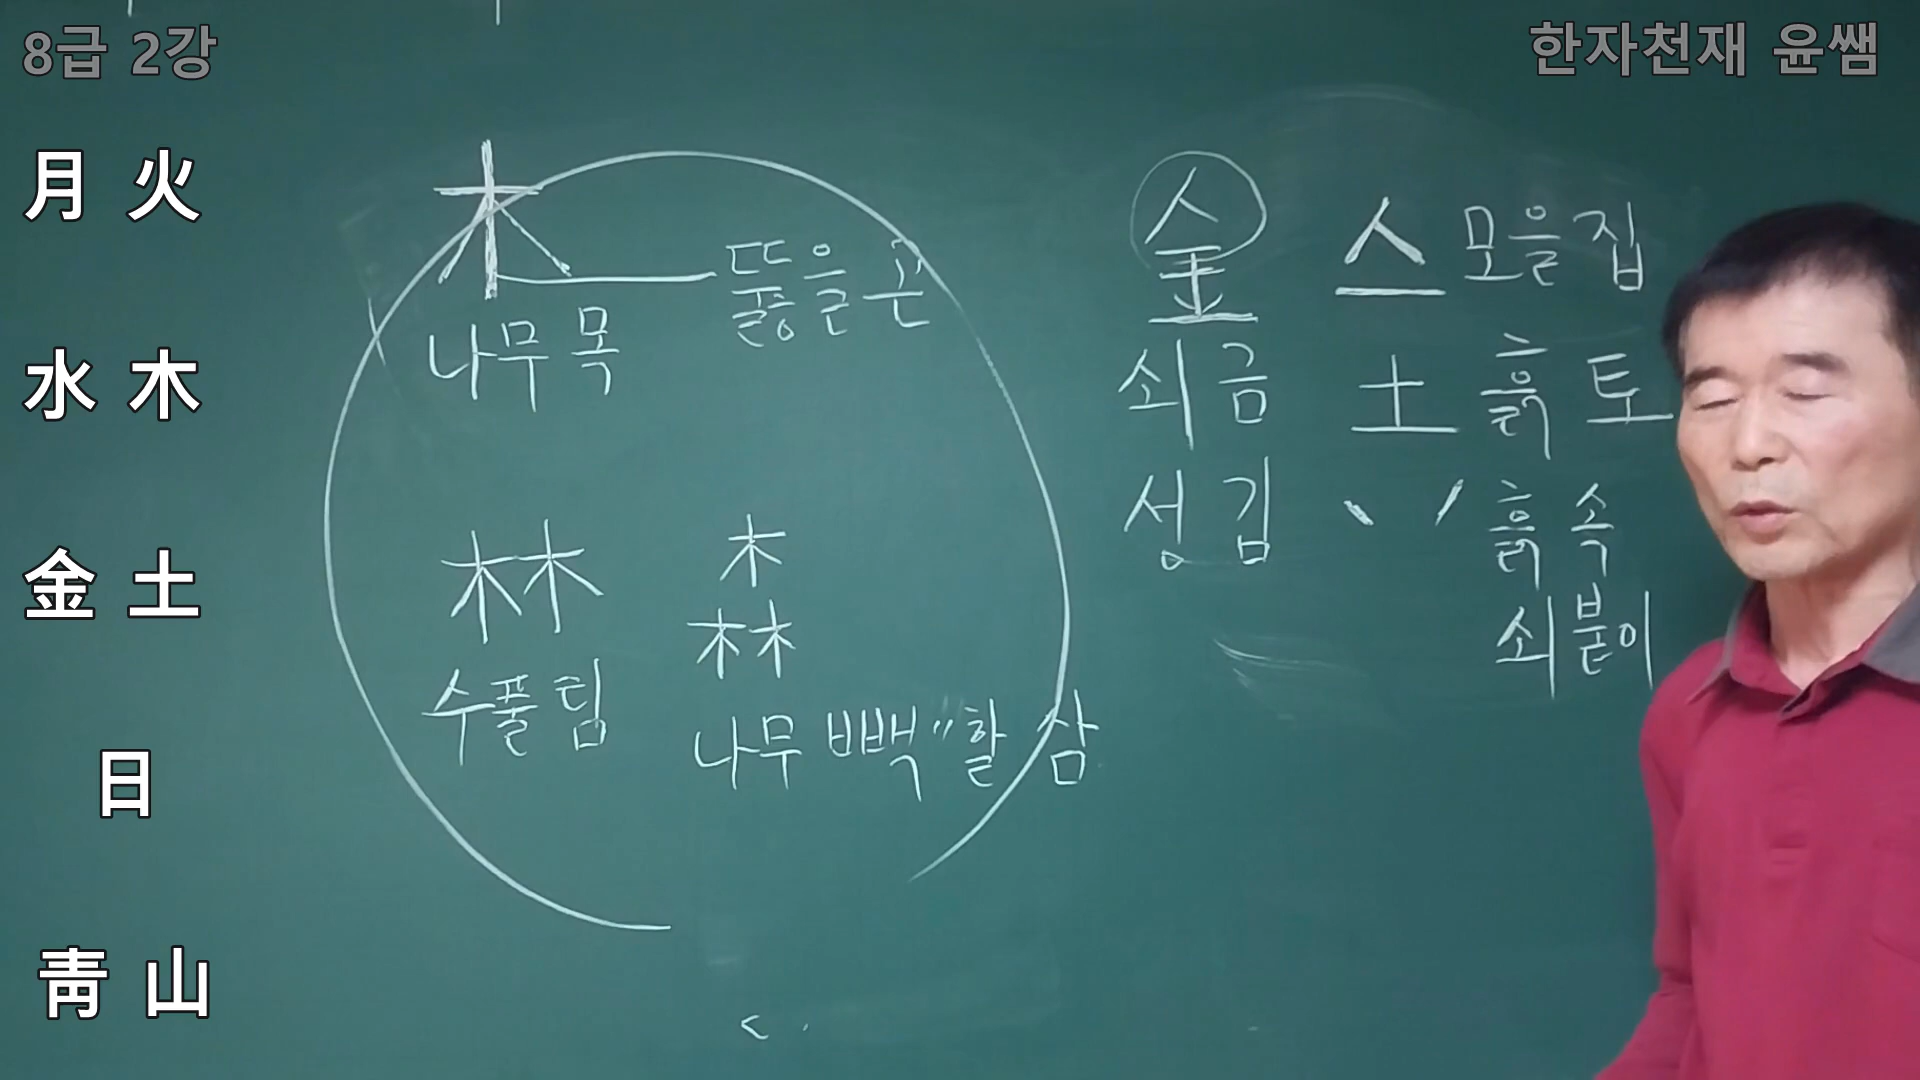 8급 2강
한자천재 윤쌤
月 火
水 木
金 土
日
靑 山
木
뚫을 곤
나무 목
林
수풀 림
森
나무 빽〃할 삼
金
쇠 금
성 김
亼 모을 집
土 흙 토
丷 흙 속
쇠붙이